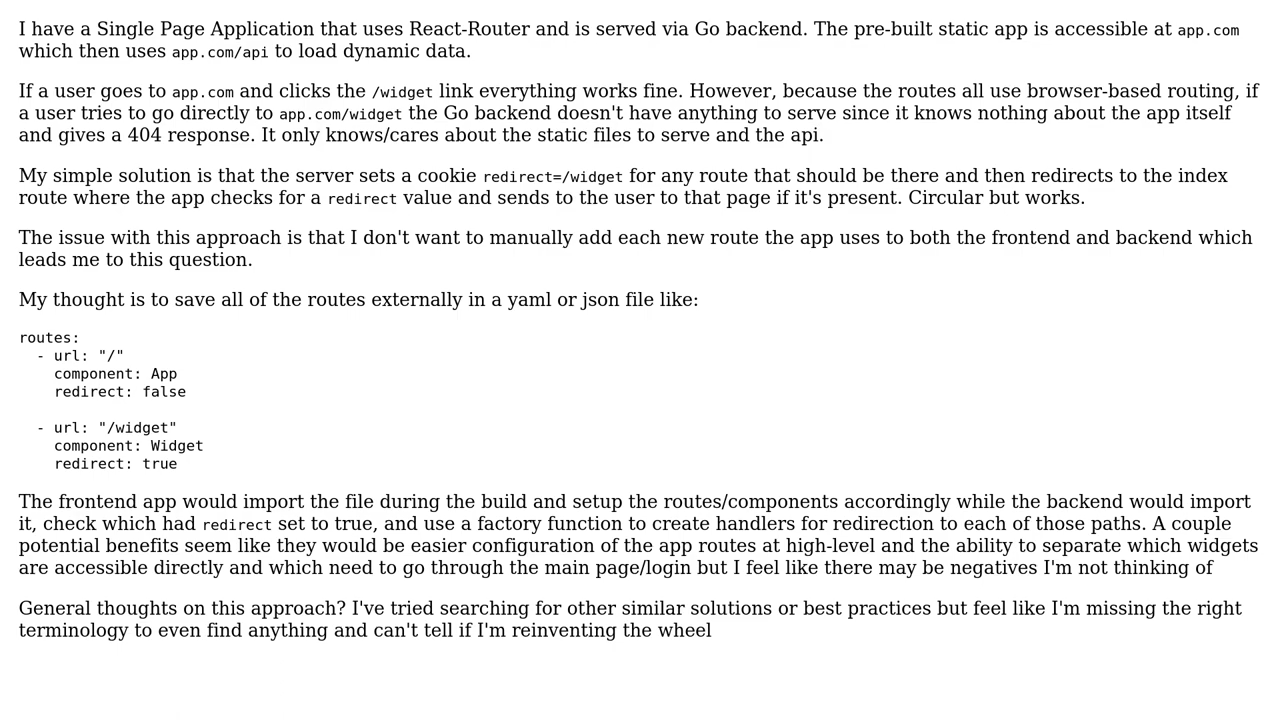 I have a Single Page Application that uses React-Router and is served via Go backend. The pre-built static app is accessible at app.com
which then uses app.com/api to load dynamic data.
If a user goes to app.com and clicks the /widget link everything works fine. However, because the routes all use browser-based routing, if
a user tries to go directly to app.com/widget the Go backend doesn't have anything to serve since it knows nothing about the app itself
and gives a 404 response. It only knows/cares about the static files to serve and the api.
My simple solution is that the server sets a cookie redirect=/widget for any route that should be there and then redirects to the index
route where the app checks for a redirect value and sends to the user to that page if it's present. Circular but works.
The issue with this approach is that I don't want to manually add each new route the app uses to both the frontend and backend which
leads me to this question.
My thought is to save all of the routes externally in a yaml or json file like:
routes:
  - url: "/"
    component: App
    redirect: false
  - url: "/widget"
    component: Widget
    redirect: true
The frontend app would import the file during the build and setup the routes/components accordingly while the backend would import
it, check which had redirect set to true, and use a factory function to create handlers for redirection to each of those paths. A couple
potential benefits seem like they would be easier configuration of the app routes at high-level and the ability to separate which widgets
are accessible directly and which need to go through the main page/login but I feel like there may be negatives I'm not thinking of
General thoughts on this approach? I've tried searching for other similar solutions or best practices but feel like I'm missing the right
terminology to even find anything and can't tell if I'm reinventing the wheel